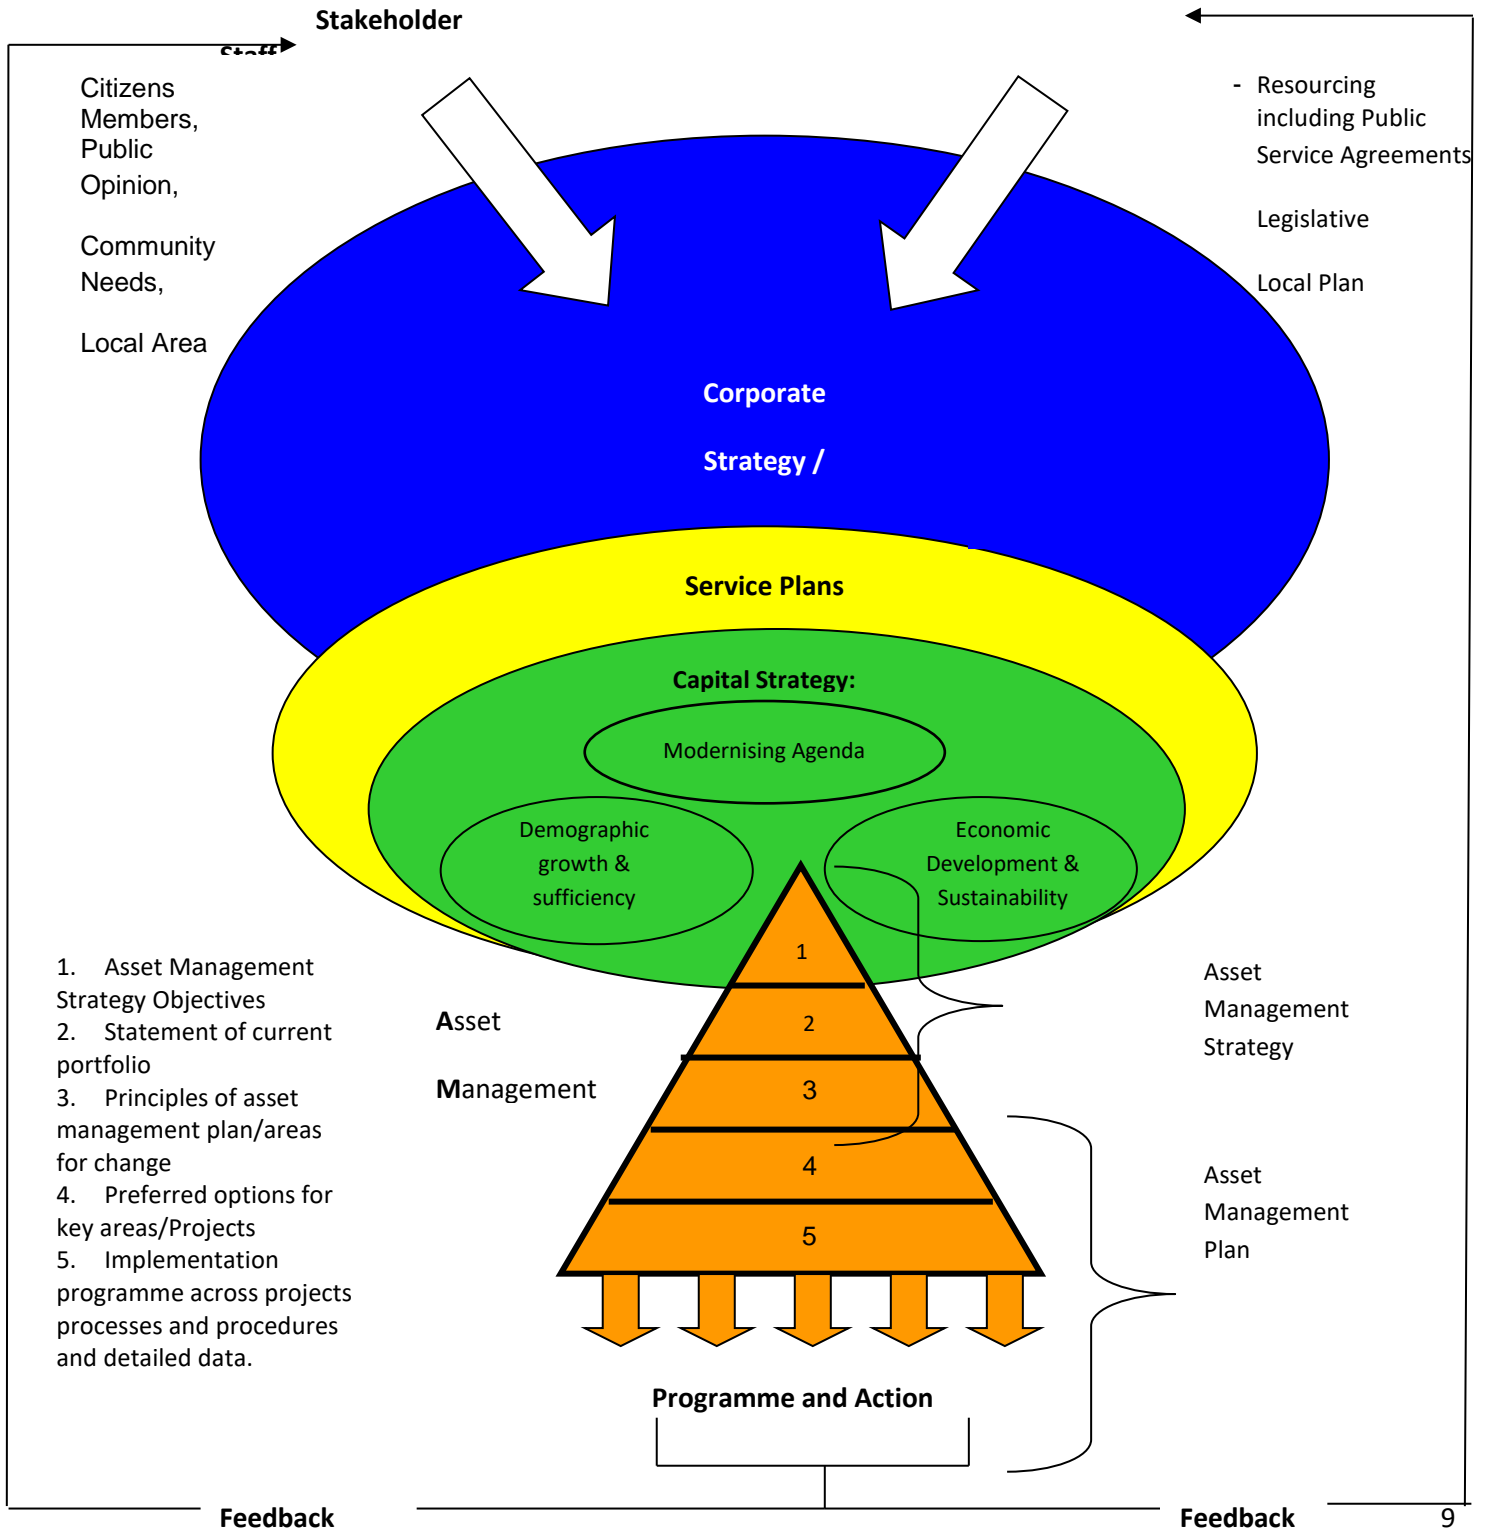 Stakeholder
Staff
Citizens
Members,
Public
Opinion,
Community
Needs,
Local Area
- Resourcing
including Public
Service Agreements
Legislative
Local Plan
Corporate
Strategy /
Service Plans
Capital Strategy:
Modernising Agenda
Demographic
growth &
sufficiency
Economic
Development &
Sustainability
1. Asset Management
Strategy Objectives
2. Statement of current
portfolio
3. Principles of asset
management plan/areas
for change
4. Preferred options for
key areas/Projects
5. Implementation
programme across projects
processes and procedures
and detailed data.
Asset
Management
1
2
3
4
5
Asset
Management
Strategy
Asset
Management
Plan
Programme and Action
Feedback
Feedback
9